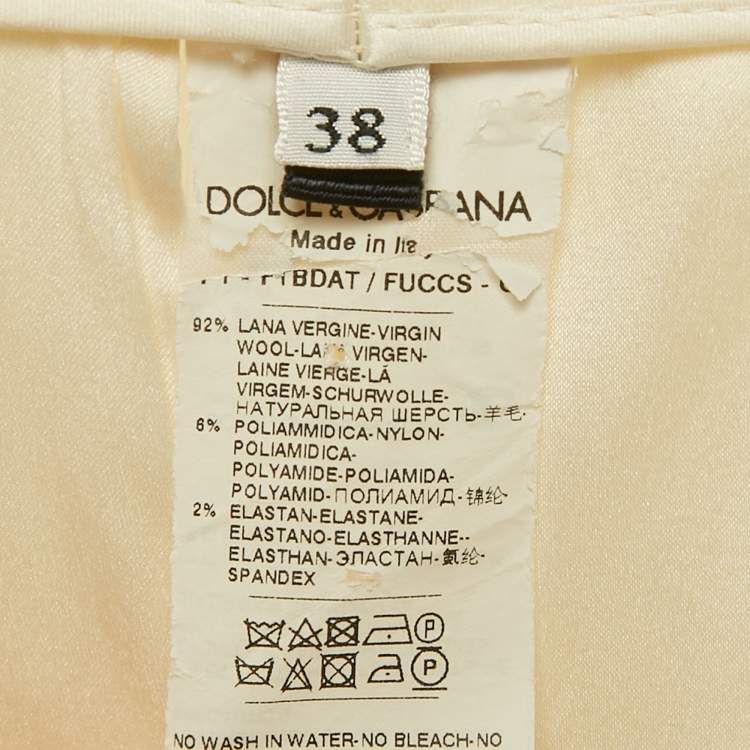 38
DOLCE & GABBANA
Made in Italy
FTBDAT / FUCCS -
92% LANA VERGINE-VIRGIN
WOOL-LANA VIRGEN-
LAINE VIERGE-LÃ
VIRGEM-SCHURWOLLE-
НАТУРАЛЬНАЯ ШЕРСТЬ-羊毛-
6% POLIAMMIDICA-NYLON-
POLIAMIDICA-
POLYAMIDE-POLIAMIDA-
POLYAMID-ПОЛИАМИД-锦纶-
2% ELASTAN-ELASTANE-
ELASTANO-ELASTHANNE--
ELASTHAN-ЭЛАСТАН-氨纶-
SPANDEX
P
P
NO WASH IN WATER-NO BLEACH-NO